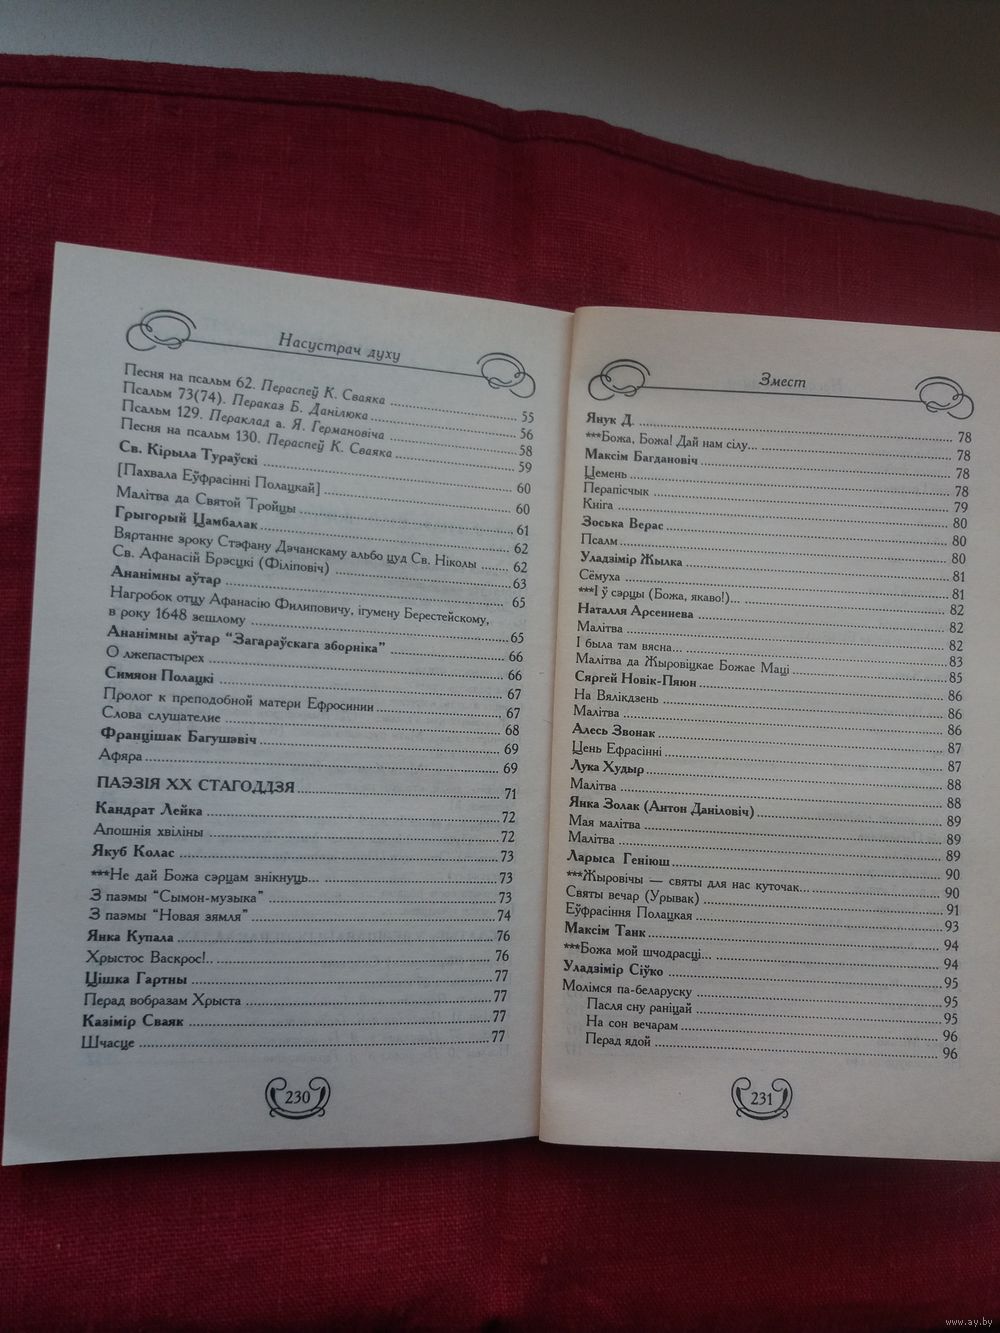 Насустрач духу
Песня на псальм 62. Пераспеў К. Сваяка 55
Псальм 73(74). Пераказ Б. Данілюка 56
Псальм 129. Пераклад а. Я. Германовіча 58
Песня на псальм 130. Пераспеў К. Сваяка 59
Св. Кірыла Тураўскі 60
[Пахвала Еўфрасінні Полацкай] 60
Малітва да Святой Тройцы 61
Грыгорый Цамбалак 62
Вяртанне зроку Стэфану Дэчанскаму альбо цуд Св. Ніколы 62
Св. Афанасій Брэсцкі (Філіповіч) 63
Ананімны аўтар 65
Нагробок отцу Афанасію Филиповичу, ігумену Берестейскому,
в року 1648 зешлому 65
Ананімны аўтар “Загараўскага зборніка” 66
О лжепастырех 66
Симяон Полацкі 67
Пролог к преподобной матери Ефросинии 67
Слова слушателие 68
Францішак Багушэвіч 69
Афяра 69
ПАЭЗІЯ ХХ СТАГОДДЗЯ 71
Кандрат Лейка 72
Апошнія хвіліны 72
Якуб Колас 73
***Не дай Божа сэрцам знікнуць... 73
З паэмы “Сымон-музыка” 73
З паэмы “Новая зямля” 74
Янка Купала 76
Хрыстос Васкрос!.. 76
Цішка Гартны 77
Перад вобразам Хрыста 77
Казімір Сваяк 77
Шчасце 77
230
Змест
Янук Д. 78
***Божа, Божа! Дай нам сілу... 78
Максім Багдановіч 78
Цемень 78
Перапісчык 79
Кніга 80
Зоська Верас 80
Псалм 80
Уладзімір Жылка 81
Сёмуха 81
***І ў сэрцы (Божа, якаво!)... 82
Наталля Арсеннева 82
Малітва 82
І была там вясна... 83
Малітва да Жыровіцкае Божае Маці 85
Сяргей Новік-Пяюн 86
На Вялікдзень 86
Малітва 86
Алесь Звонак 87
Цень Ефрасінні 87
Лука Худыр 88
Малітва 88
Янка Золак (Антон Даніловіч) 89
Мая малітва 89
Малітва 89
Ларыса Геніюш 90
***Жыровічы — святы для нас куточак... 90
Святы вечар (Урывак) 91
Еўфрасіння Полацкая 93
Максім Танк 94
***Божа мой шчодрасці... 94
Уладзімір Сіўко 95
Молімся па-беларуску 95
Пасля сну раніцай 95
На сон вечарам 96
Перад ядой 96
231
www.ay.by